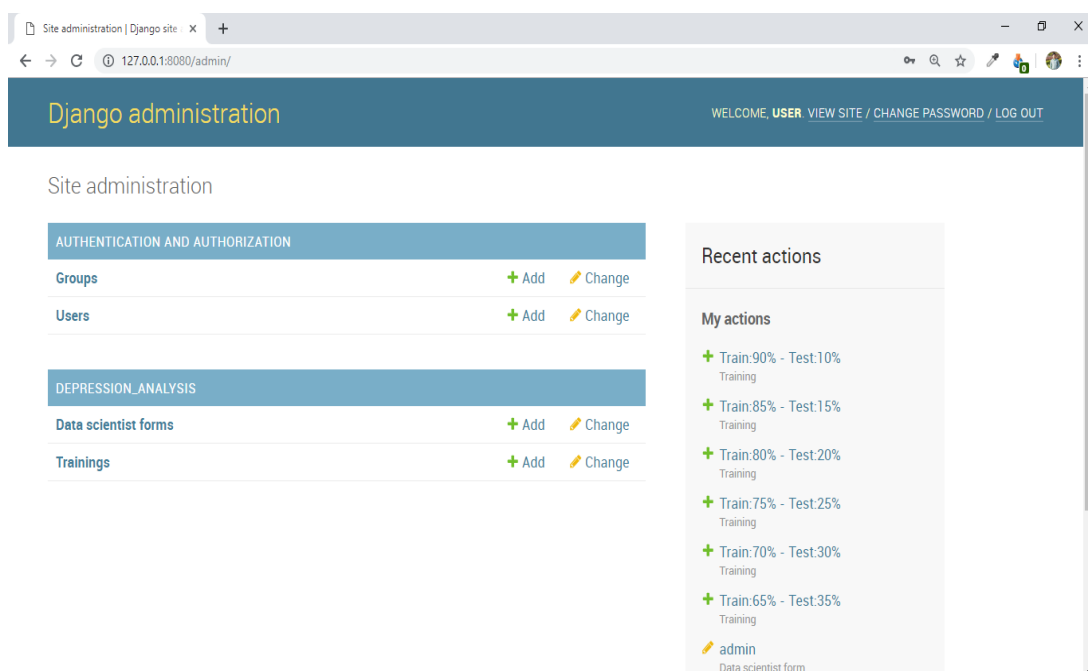 Site administration | Django site
127.0.0.1:8080/admin/
0
Django administration
WELCOME, USER. VIEW SITE / CHANGE PASSWORD / LOG OUT
Site administration
AUTHENTICATION AND AUTHORIZATION
Groups Add Change
Users Add Change
DEPRESSION_ANALYSIS
Data scientist forms Add Change
Trainings Add Change
Recent actions
My actions
Train:90% - Test:10%
Training
Train:85% - Test:15%
Training
Train:80% - Test:20%
Training
Train:75% - Test:25%
Training
Train:70% - Test:30%
Training
Train:65% - Test:35%
Training
admin
Data scientist form